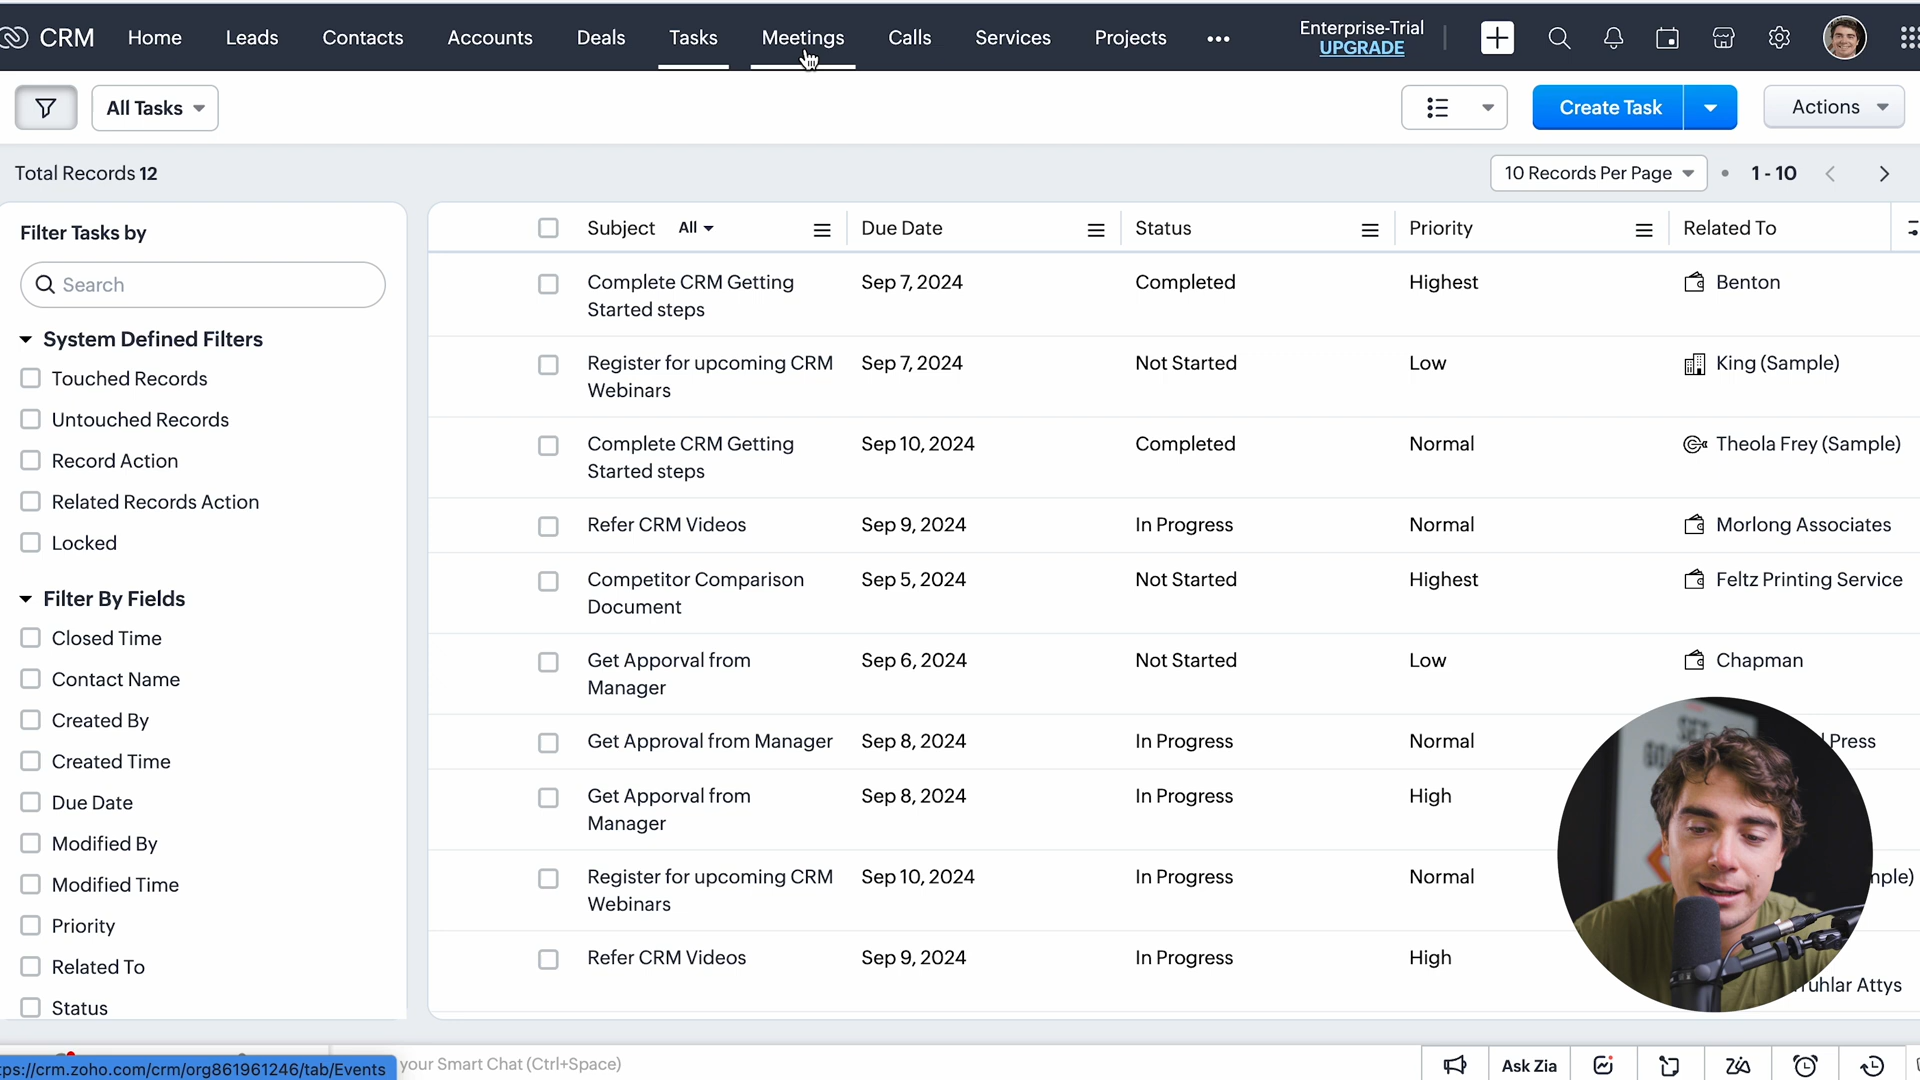 CRM Home Leads Contacts Accounts Deals Tasks Meetings Calls Services Projects ••• Enterprise-Trial
UPGRADE
All Tasks Create Task Actions
Total Records 12 10 Records Per Page • 1 - 10
Filter Tasks by
Search
System Defined Filters
Touched Records
Untouched Records
Record Action
Related Records Action
Locked
Filter By Fields
Closed Time
Contact Name
Created By
Created Time
Due Date
Modified By
Modified Time
Priority
Related To
Status
Subject All Due Date Status Priority Related To
Complete CRM Getting Sep 7, 2024 Completed Highest Benton
Started steps
Register for upcoming CRM Sep 7, 2024 Not Started Low King (Sample)
Webinars
Complete CRM Getting Sep 10, 2024 Completed Normal Theola Frey (Sample)
Started steps
Refer CRM Videos Sep 9, 2024 In Progress Normal Morlong Associates
Competitor Comparison Sep 5, 2024 Not Started Highest Feltz Printing Service
Document
Get Apporval from Sep 6, 2024 Not Started Low Chapman
Manager
Get Approval from Manager Sep 8, 2024 In Progress Normal Press
Get Apporval from Sep 8, 2024 In Progress High
Manager
Register for upcoming CRM Sep 10, 2024 In Progress Normal
Webinars
Refer CRM Videos Sep 9, 2024 In Progress High
Attys
tps://crm.zoho.com/crm/org861961246/tab/Events your Smart Chat (Ctrl+Space) Ask Zia